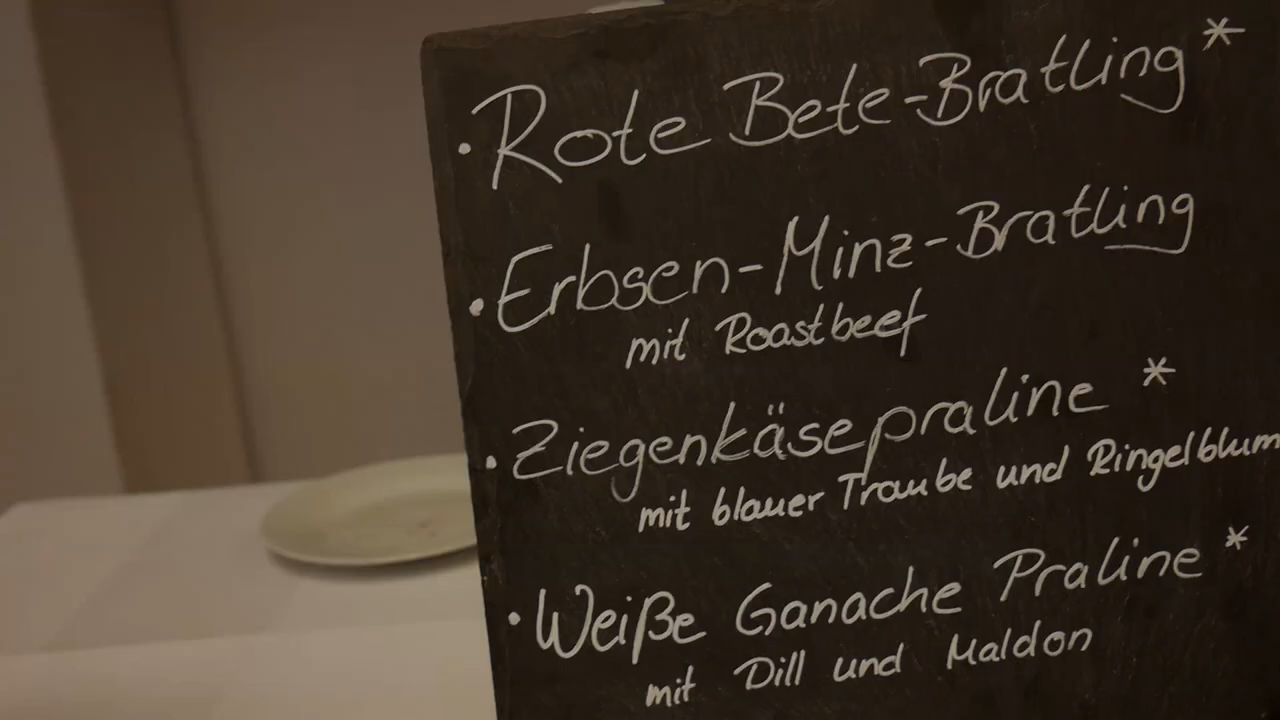 · Rote Bete-Bratling *
· Erbsen-Minz-Bratling
mit Roastbeef
· Ziegenkäsepraline *
mit blauer Traube und Ringelblum
· Weiße Ganache Praline *
mit Dill und Maldon